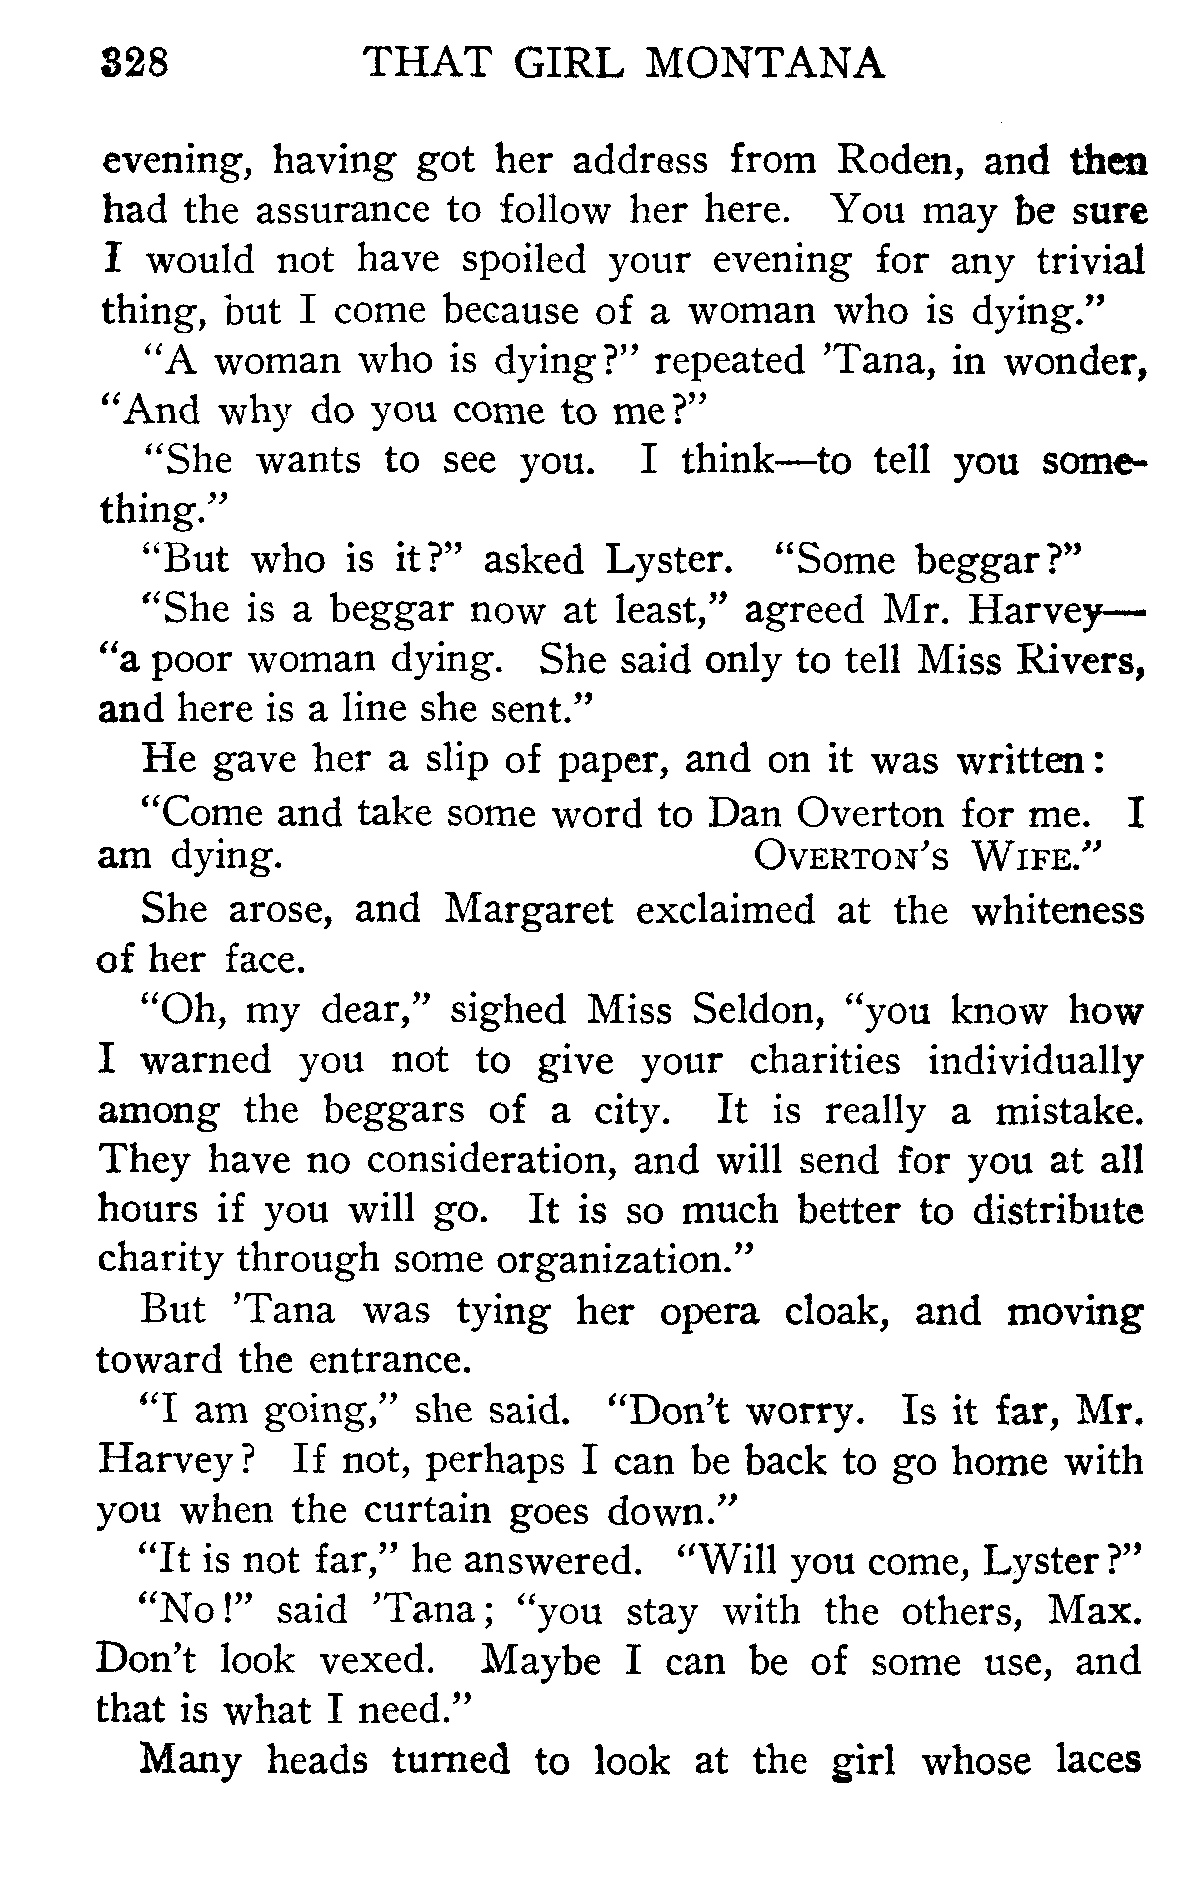 328 THAT GIRL MONTANA
evening, having got her address from Roden, and then
had the assurance to follow her here. You may be sure
I would not have spoiled your evening for any trivial
thing, but I come because of a woman who is dying."
"A woman who is dying?" repeated 'Tana, in wonder,
"And why do you come to me?"
"She wants to see you. I think—to tell you some-
thing."
"But who is it?" asked Lyster. "Some beggar?"
"She is a beggar now at least," agreed Mr. Harvey—
"a poor woman dying. She said only to tell Miss Rivers,
and here is a line she sent."
He gave her a slip of paper, and on it was written:
"Come and take some word to Dan Overton for me. I
am dying. OVERTON'S WIFE."
She arose, and Margaret exclaimed at the whiteness
of her face.
"Oh, my dear," sighed Miss Seldon, "you know how
I warned you not to give your charities individually
among the beggars of a city. It is really a mistake.
They have no consideration, and will send for you at all
hours if you will go. It is so much better to distribute
charity through some organization."
But 'Tana was tying her opera cloak, and moving
toward the entrance.
"I am going," she said. "Don't worry. Is it far, Mr.
Harvey? If not, perhaps I can be back to go home with
you when the curtain goes down."
"It is not far," he answered. "Will you come, Lyster?"
"No!" said 'Tana; "you stay with the others, Max.
Don't look vexed. Maybe I can be of some use, and
that is what I need."
Many heads turned to look at the girl whose laces